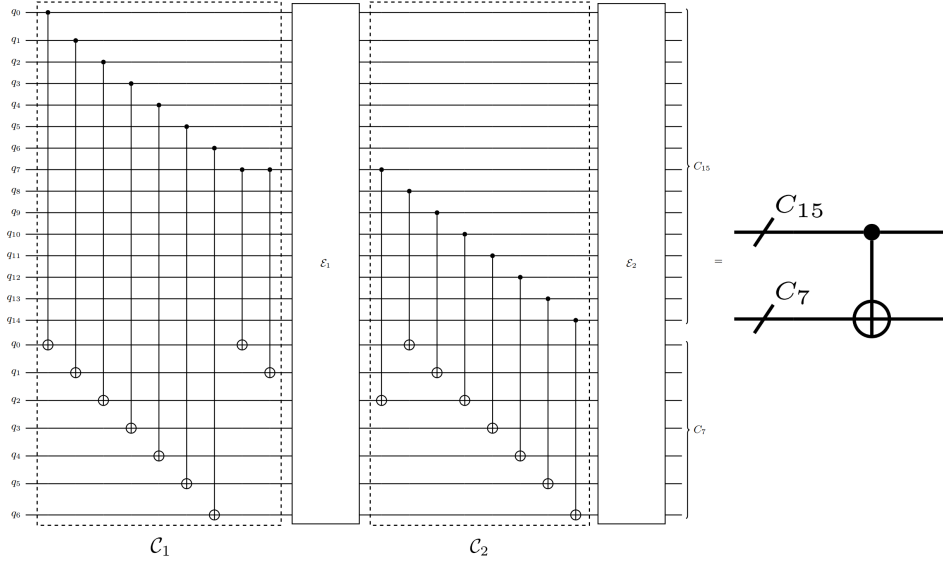 q₀
q₁
q₂
q₃
q₄
q₅
q₆
q₇
q₈
q₉
q₁₀
q₁₁
q₁₂
q₁₃
q₁₄
q₀
q₁
q₂
q₃
q₄
q₅
q₆
ℰ₁
ℰ₂
C₁₅
C₇
=
C₁₅
C₇
𝒞₁
𝒞₂